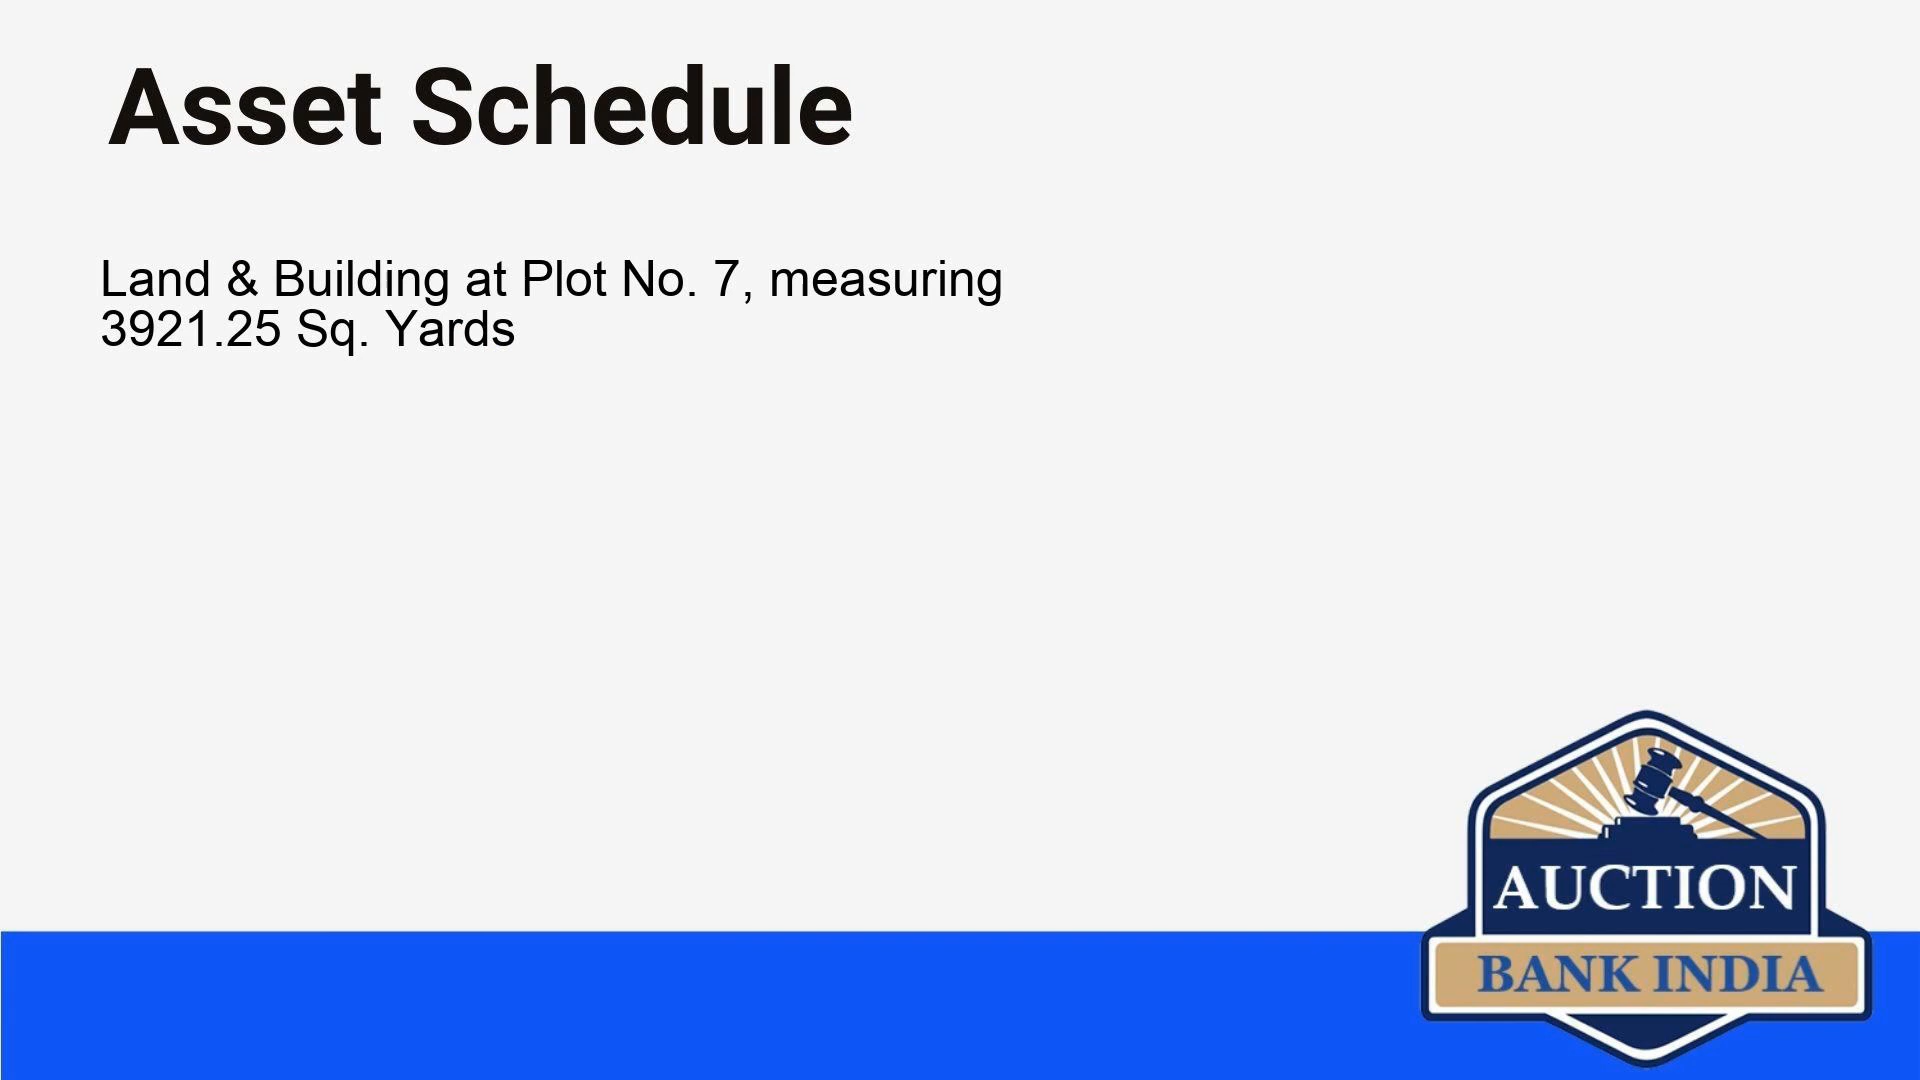 Asset Schedule
Land & Building at Plot No. 7, measuring
3921.25 Sq. Yards
AUCTION
BANK INDIA